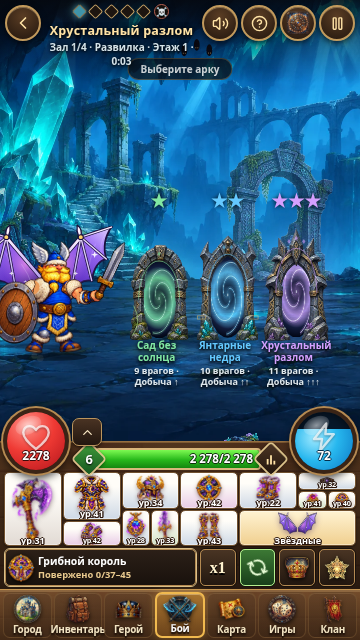 Хрустальный разлом
Зал 1/4 · Развилка · Этаж 1 ·
0:03
Выберите арку
Сад без солнца
9 врагов · Добыча ↑
Янтарные недра
10 врагов · Добыча ↑↑
Хрустальный разлом
11 врагов · Добыча ↑↑↑
2278
72
6
2 278/2 278
ур.31
ур.41
ур.34
ур.42
ур.22
ур.32
ур.41
ур.40
ур.42
ур.28
ур.33
ур.43
Звёздные
Грибной король
Повержено 0/37–45
x1
Город
Инвентарь
Герой
Бой
Карта
Игры
Клан